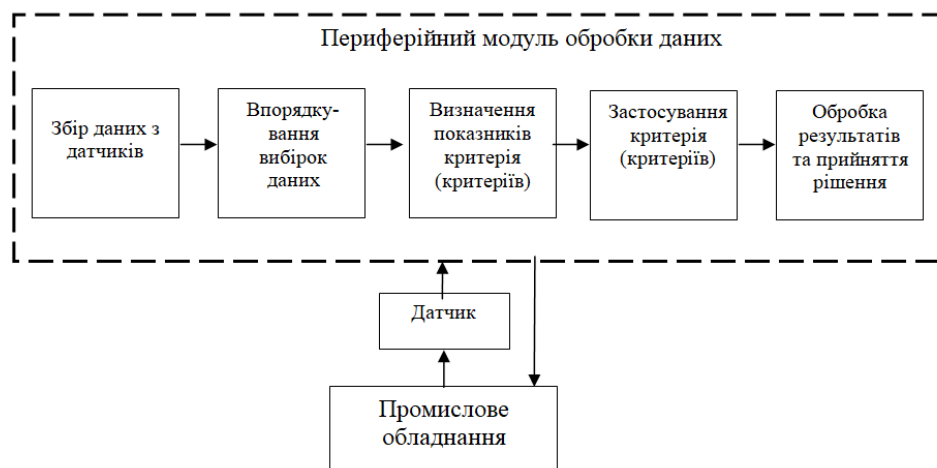 Периферійний модуль обробки даних
Збір даних з
датчиків
Впорядку-
вання
вибірок
даних
Визначення
показників
критерія
(критеріїв)
Застосування
критерія
(критеріїв)
Обробка
результатів
та прийняття
рішення
Датчик
Промислове
обладнання